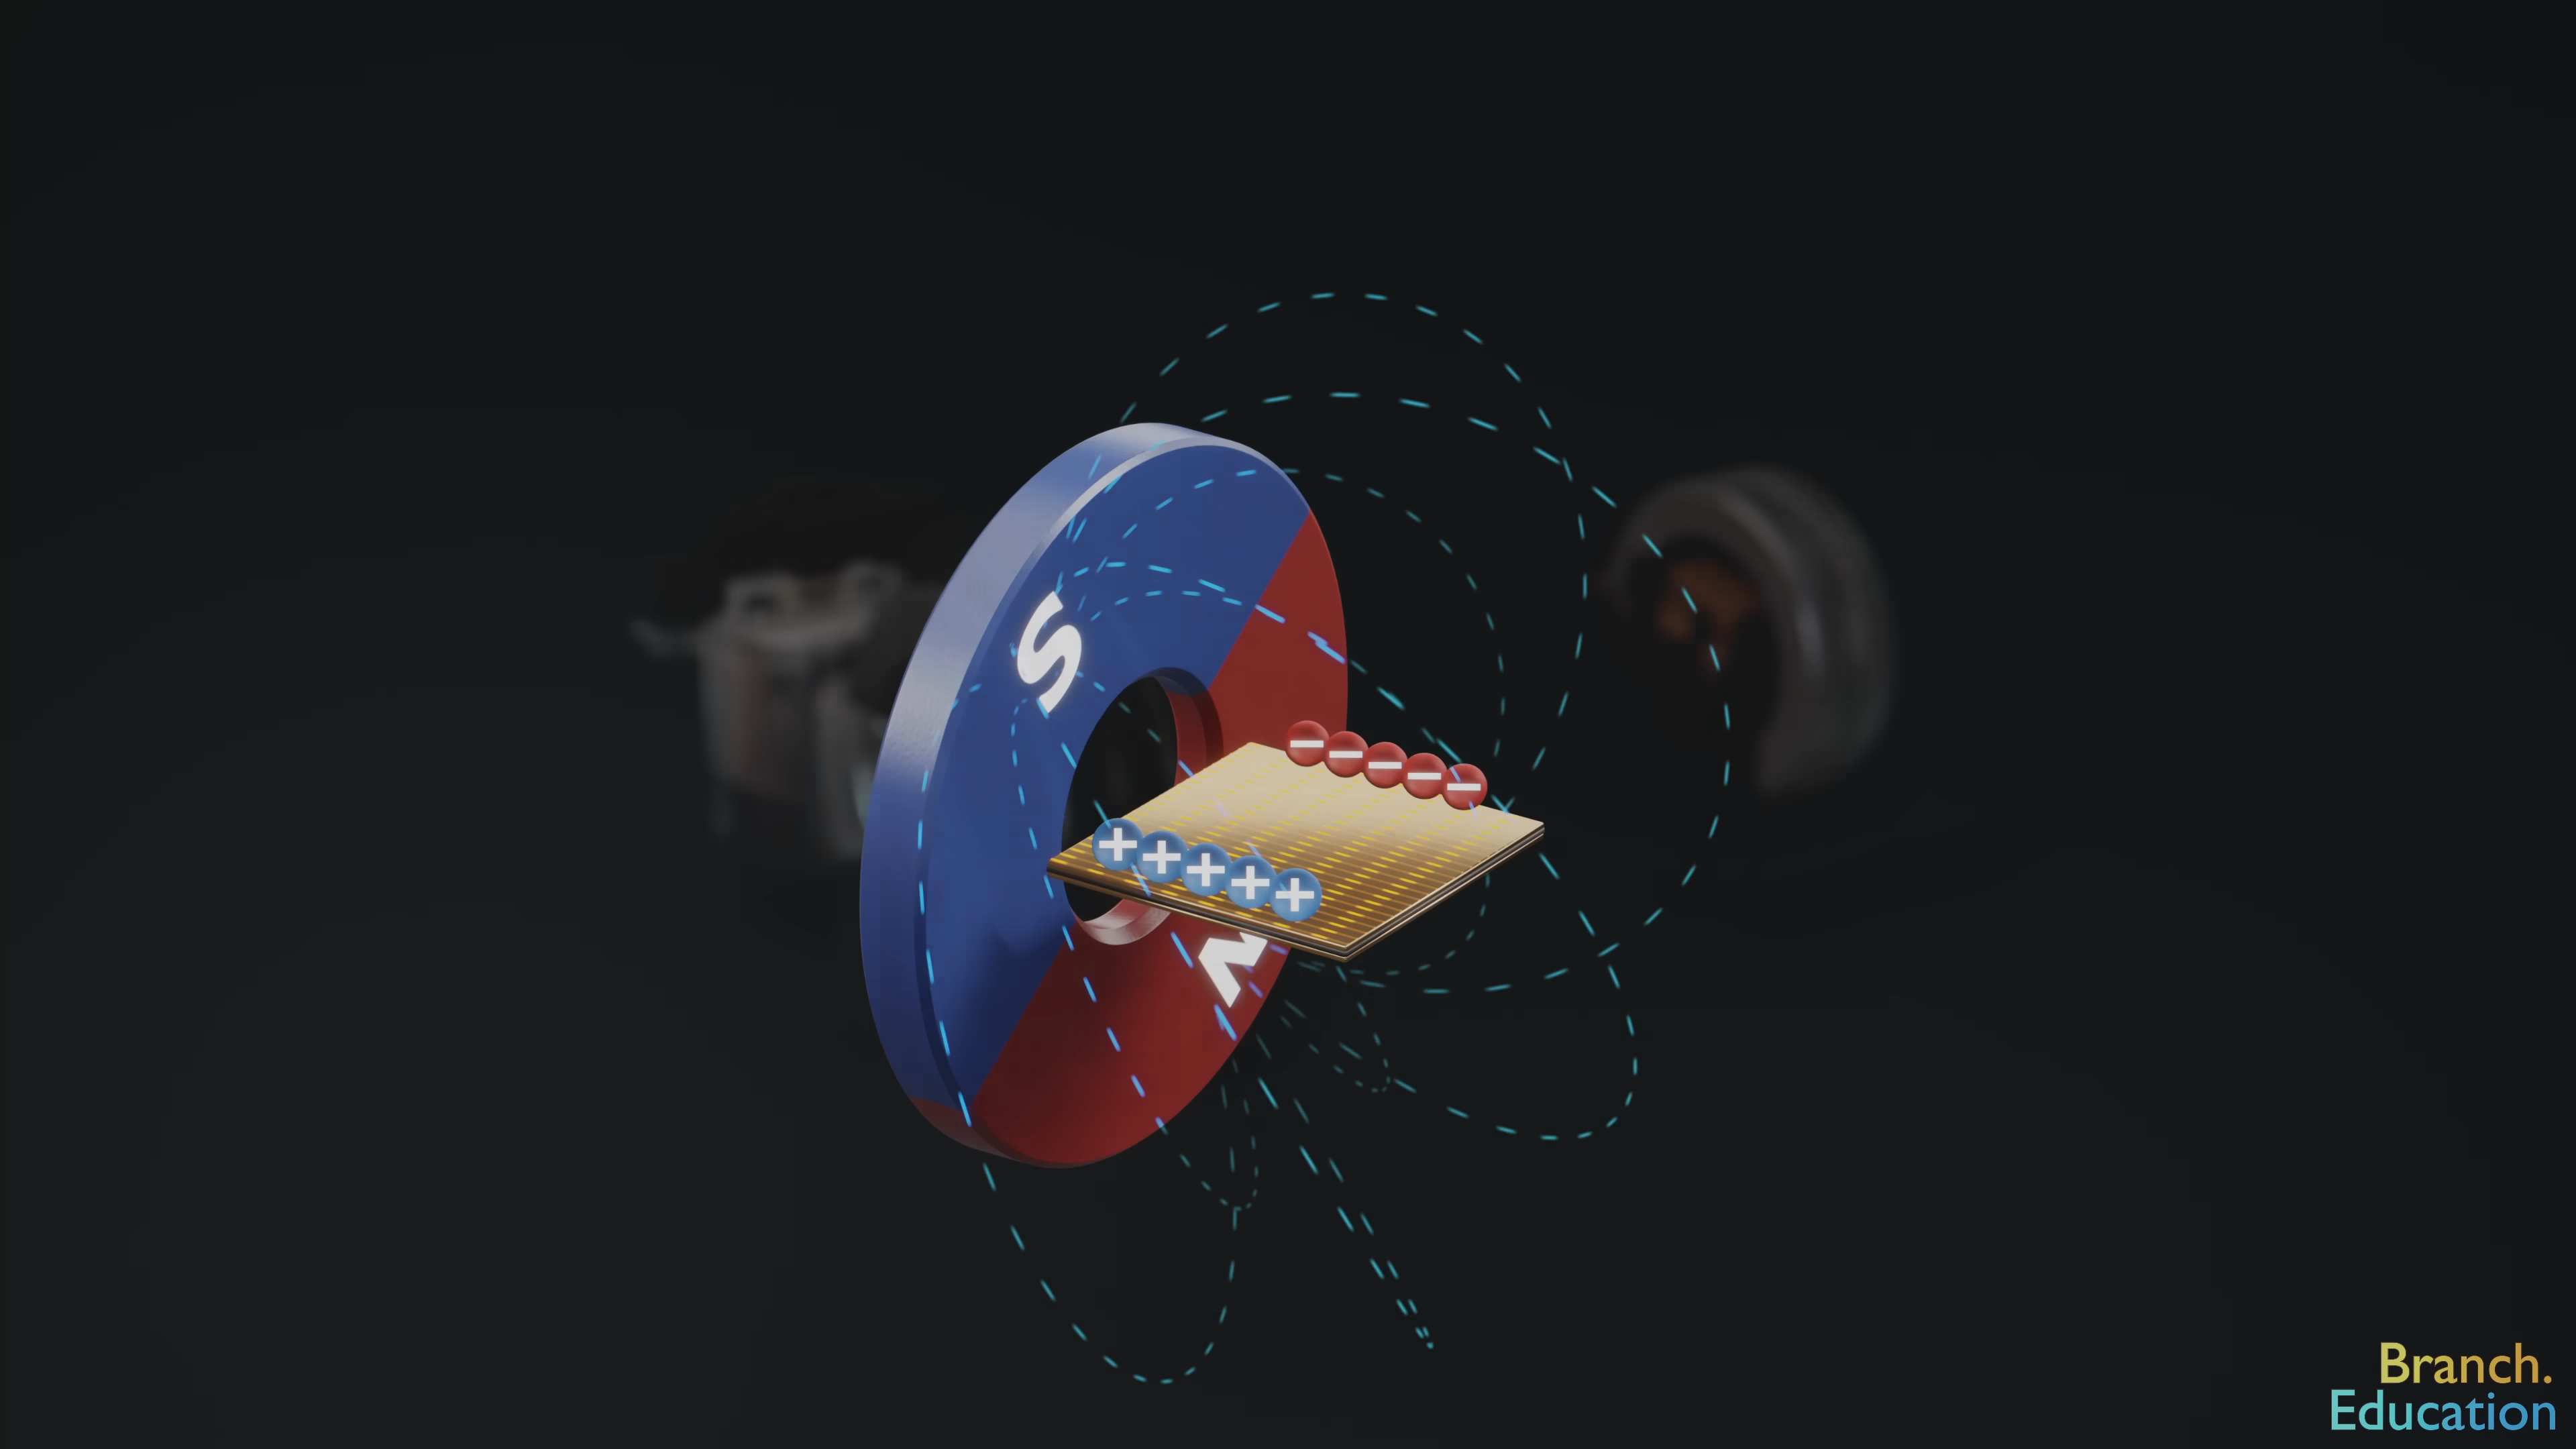 S
− − − − −
+ + + + +
N
Branch.
Education